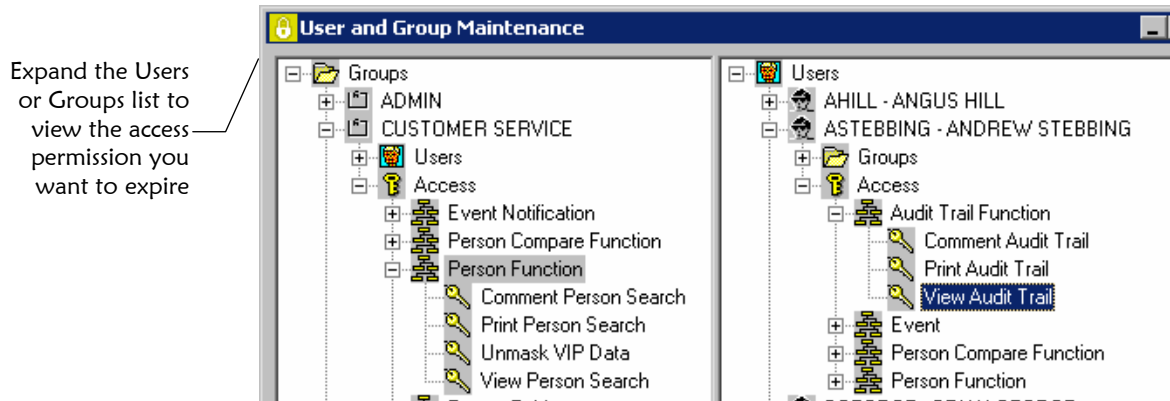 User and Group Maintenance
Expand the Users
or Groups list to
view the access
permission you
want to expire
Groups
ADMIN
CUSTOMER SERVICE
Users
Access
Event Notification
Person Compare Function
Person Function
Comment Person Search
Print Person Search
Unmask VIP Data
View Person Search
Users
AHILL - ANGUS HILL
ASTEBBING - ANDREW STEBBING
Groups
Access
Audit Trail Function
Comment Audit Trail
Print Audit Trail
View Audit Trail
Event
Person Compare Function
Person Function